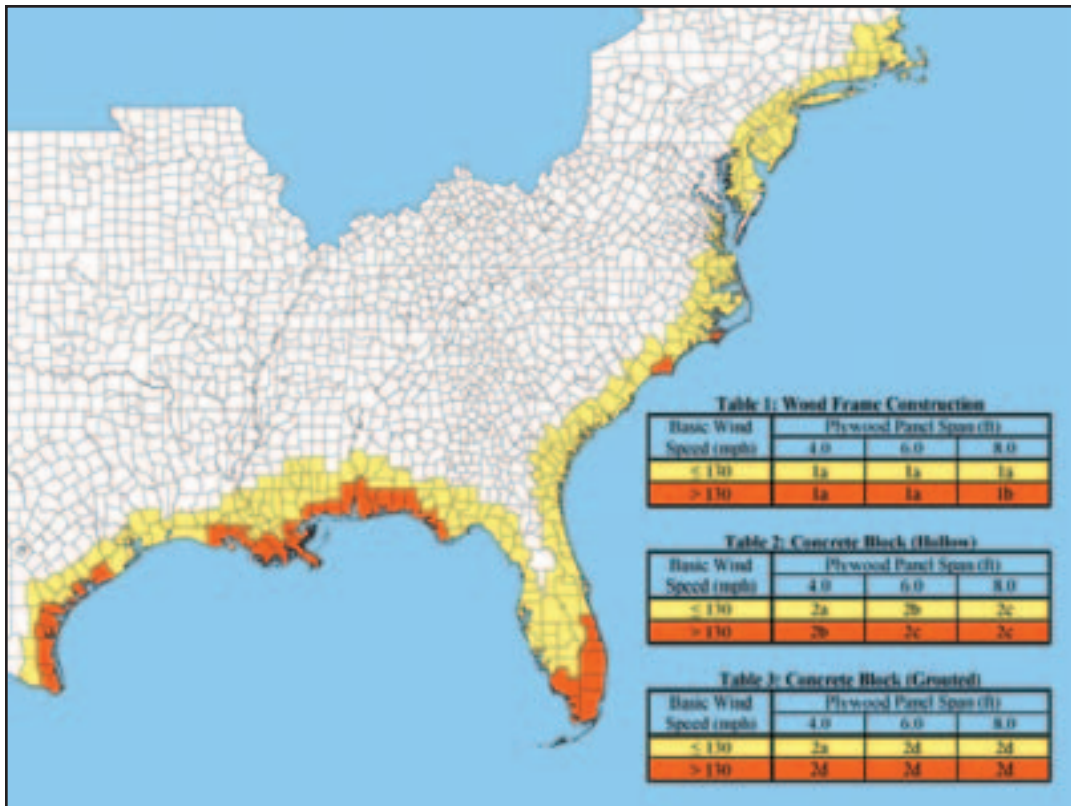 Table 1: Wood Frame Construction
Basic Wind Speed (mph) Plywood Panel Span (ft)
4.0 6.0 8.0
≤ 130 1a 1a 1a
> 130 1a 1a 1b
Table 2: Concrete Block (Hollow)
Basic Wind Speed (mph) Plywood Panel Span (ft)
4.0 6.0 8.0
≤ 130 2a 2b 2c
> 130 2b 2c 2c
Table 3: Concrete Block (Grouted)
Basic Wind Speed (mph) Plywood Panel Span (ft)
4.0 6.0 8.0
≤ 130 2a 2d 2d
> 130 2d 2d 2d